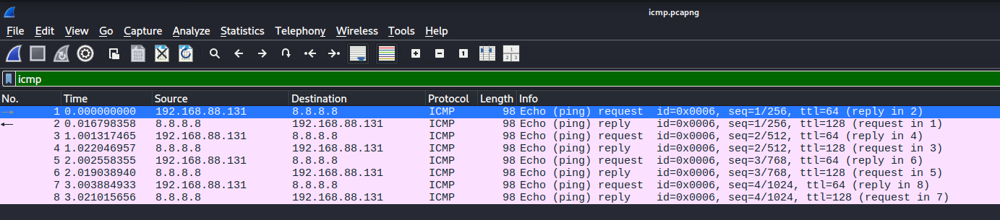 icmp.pcapng
File Edit View Go Capture Analyze Statistics Telephony Wireless Tools Help
icmp
No. Time Source Destination Protocol Length Info
1 0.000000000 192.168.88.131 8.8.8.8 ICMP 98 Echo (ping) request id=0x0006, seq=1/256, ttl=64 (reply in 2)
2 0.016798358 8.8.8.8 192.168.88.131 ICMP 98 Echo (ping) reply id=0x0006, seq=1/256, ttl=128 (request in 1)
3 1.001317465 192.168.88.131 8.8.8.8 ICMP 98 Echo (ping) request id=0x0006, seq=2/512, ttl=64 (reply in 4)
4 1.022046957 8.8.8.8 192.168.88.131 ICMP 98 Echo (ping) reply id=0x0006, seq=2/512, ttl=128 (request in 3)
5 2.002558355 192.168.88.131 8.8.8.8 ICMP 98 Echo (ping) request id=0x0006, seq=3/768, ttl=64 (reply in 6)
6 2.019038940 8.8.8.8 192.168.88.131 ICMP 98 Echo (ping) reply id=0x0006, seq=3/768, ttl=128 (request in 5)
7 3.003884933 192.168.88.131 8.8.8.8 ICMP 98 Echo (ping) request id=0x0006, seq=4/1024, ttl=64 (reply in 8)
8 3.021015656 8.8.8.8 192.168.88.131 ICMP 98 Echo (ping) reply id=0x0006, seq=4/1024, ttl=128 (request in 7)